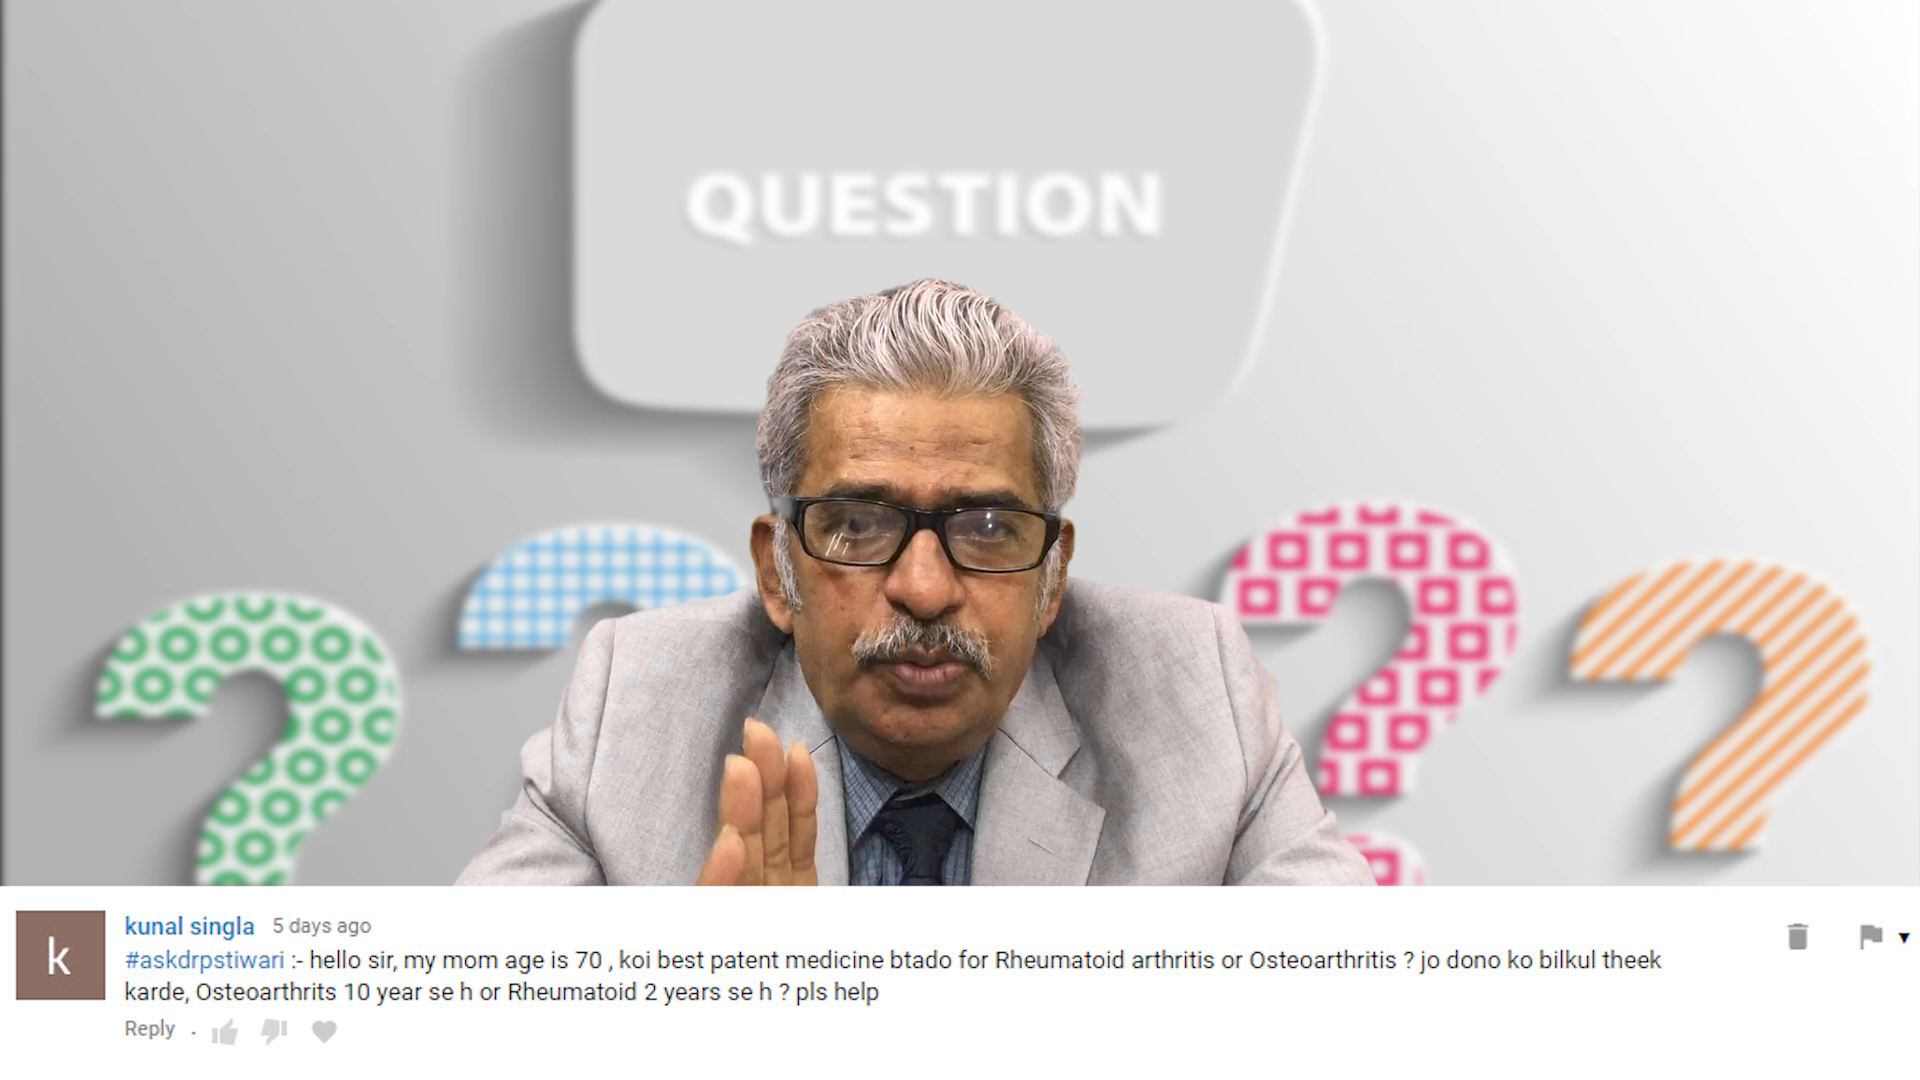 QUESTION
k
kunal singla 5 days ago
#askdrpstiwari :- hello sir, my mom age is 70 , koi best patent medicine btado for Rheumatoid arthritis or Osteoarthritis ? jo dono ko bilkul theek
karde, Osteoarthrits 10 year se h or Rheumatoid 2 years se h ? pls help
Reply .